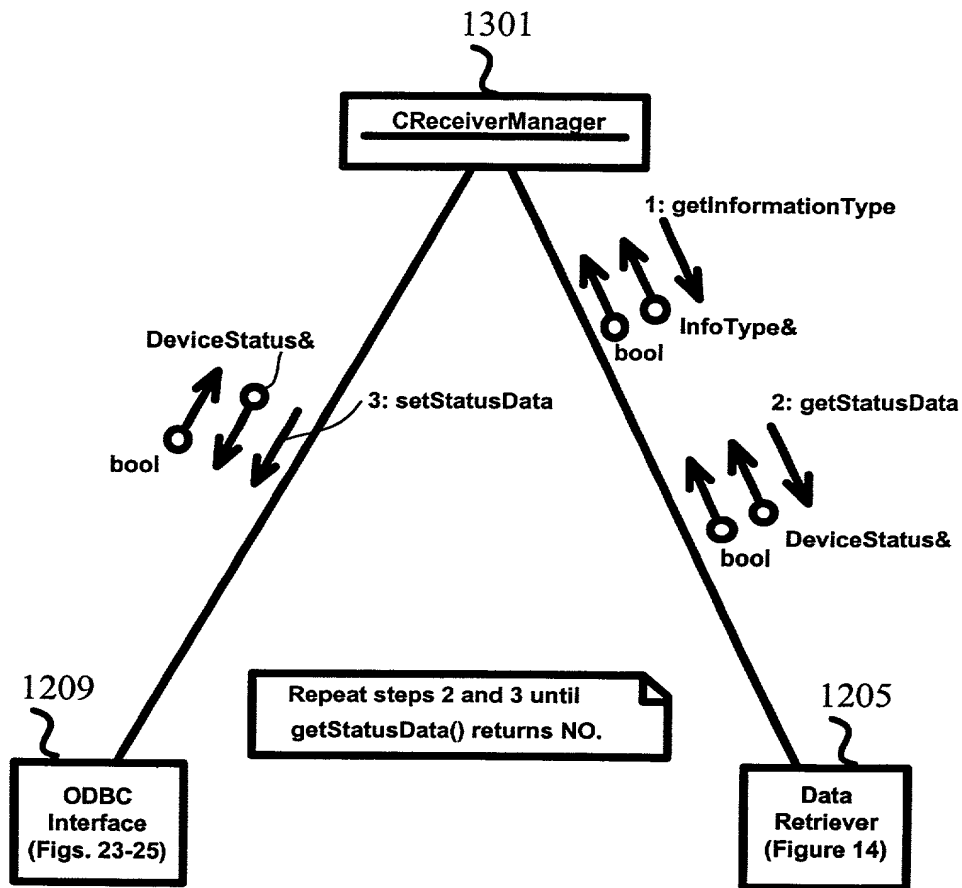 1301
CReceiverManager
1: getInformationType
InfoType&
bool
DeviceStatus&
3: setStatusData
bool
2: getStatusData
DeviceStatus&
bool
1209
Repeat steps 2 and 3 until
getStatusData() returns NO.
1205
ODBC
Interface
(Figs. 23-25)
Data
Retriever
(Figure 14)